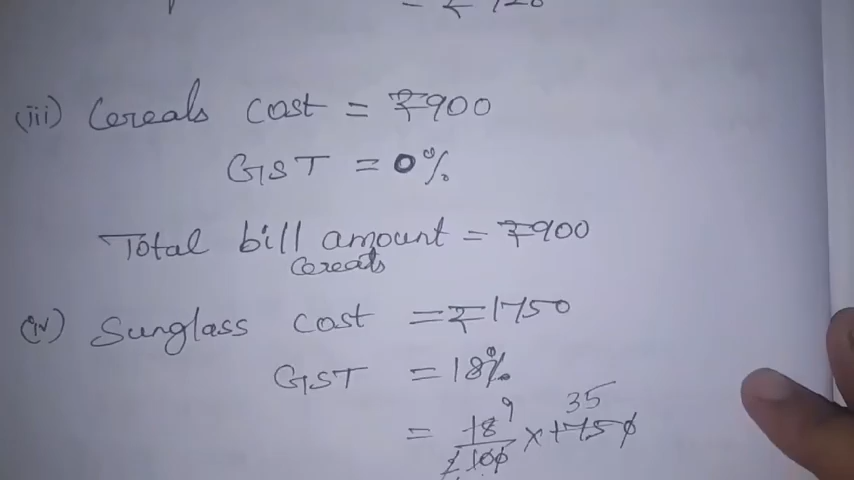 (iii) Cereals cost = ₹900
GST = 0%
Total bill amount = ₹900
Cereals
(iv) Sunglass cost = ₹1750
GST = 18%
9 35
= 18/100 × 1750